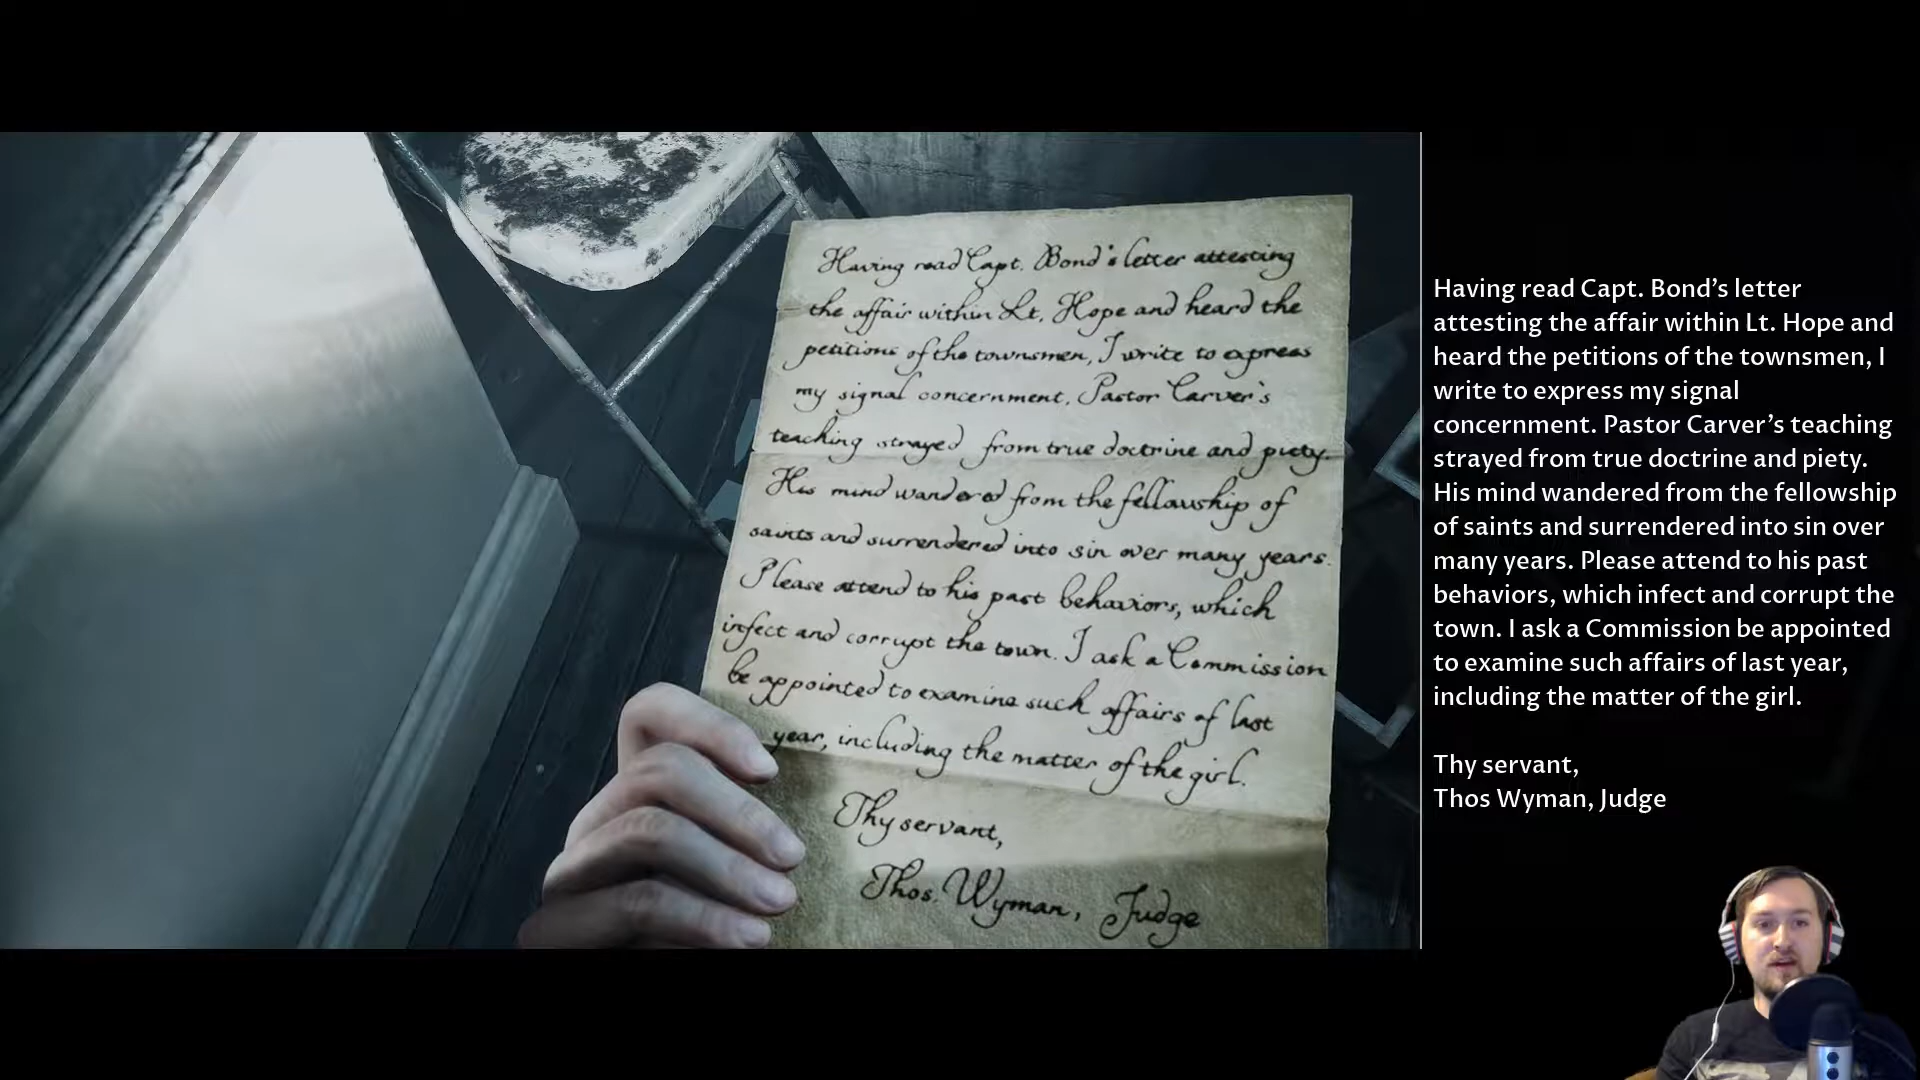 Having read Capt. Bond's letter attesting
the affair within Lt. Hope and heard the
petitions of the townsmen, I write to express
my signal concernment. Pastor Carver's
teaching strayed from true doctrine and piety.
His mind wandered from the fellowship of
saints and surrendered into sin over many years.
Please attend to his past behaviors, which
infect and corrupt the town. I ask a Commission
be appointed to examine such affairs of last
year, including the matter of the girl.
Thy servant,
Thos. Wyman, Judge
Having read Capt. Bond's letter
attesting the affair within Lt. Hope and
heard the petitions of the townsmen, I
write to express my signal
concernment. Pastor Carver's teaching
strayed from true doctrine and piety.
His mind wandered from the fellowship
of saints and surrendered into sin over
many years. Please attend to his past
behaviors, which infect and corrupt the
town. I ask a Commission be appointed
to examine such affairs of last year,
including the matter of the girl.
Thy servant,
Thos Wyman, Judge